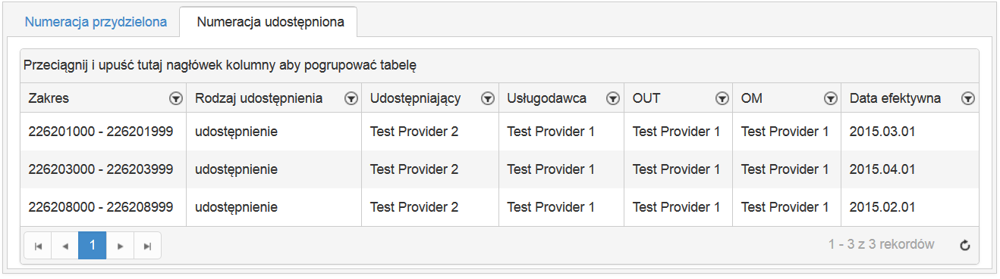 Numeracja przydzielona Numeracja udostępniona
Przeciągnij i upuść tutaj nagłówek kolumny aby pogrupować tabelę
Zakres Rodzaj udostępnienia Udostępniający Usługodawca OUT OM Data efektywna
226201000 - 226201999 udostępnienie Test Provider 2 Test Provider 1 Test Provider 1 Test Provider 1 2015.03.01
226203000 - 226203999 udostępnienie Test Provider 2 Test Provider 1 Test Provider 1 Test Provider 1 2015.04.01
226208000 - 226208999 udostępnienie Test Provider 2 Test Provider 1 Test Provider 1 Test Provider 1 2015.02.01
1 1 - 3 z 3 rekordów